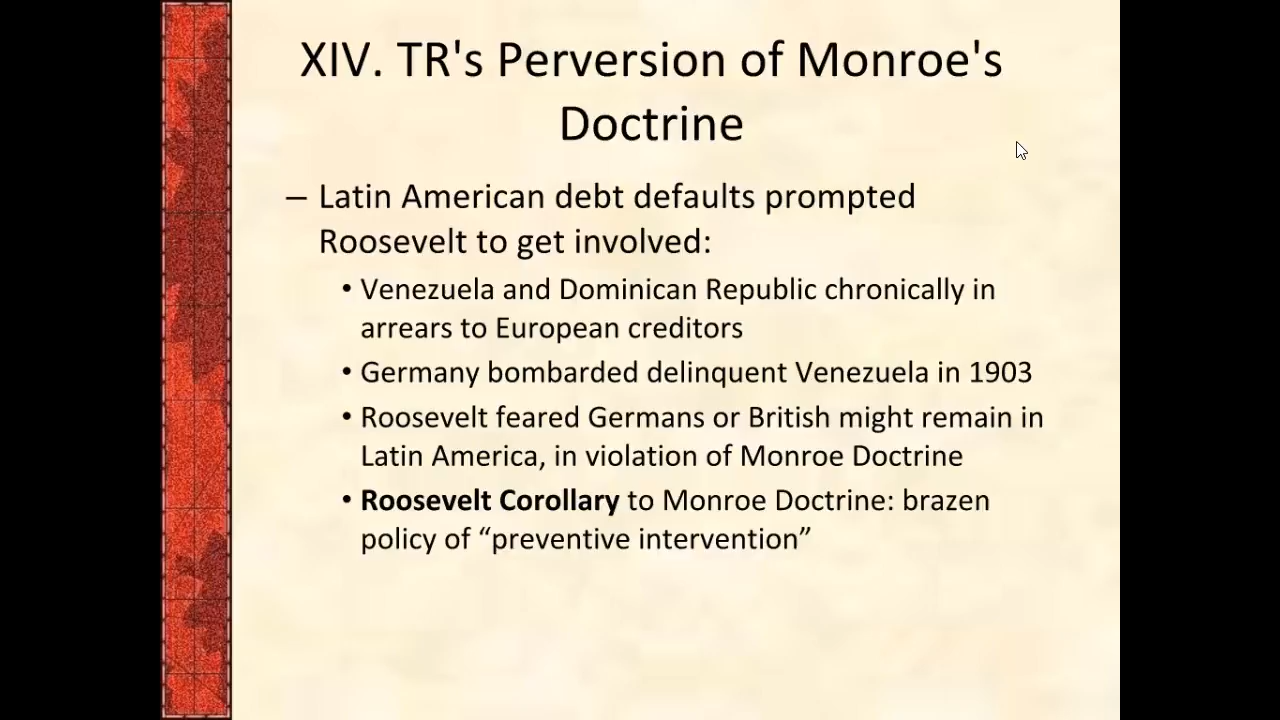 XIV. TR's Perversion of Monroe's
Doctrine
– Latin American debt defaults prompted
Roosevelt to get involved:
• Venezuela and Dominican Republic chronically in
arrears to European creditors
• Germany bombarded delinquent Venezuela in 1903
• Roosevelt feared Germans or British might remain in
Latin America, in violation of Monroe Doctrine
• Roosevelt Corollary to Monroe Doctrine: brazen
policy of “preventive intervention”